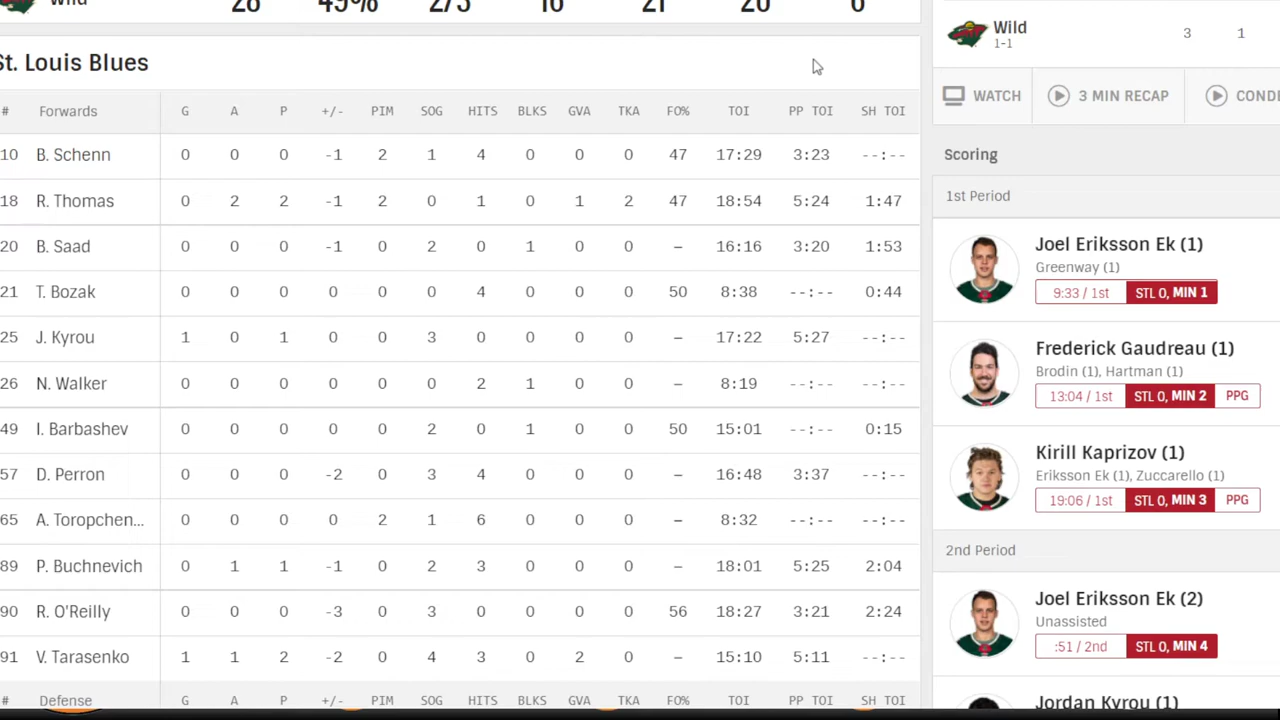 Wild 28 49% 2/3 16 21 20 6
St. Louis Blues
# Forwards G A P +/- PIM SOG HITS BLKS GVA TKA FO% TOI PP TOI SH TOI
10 B. Schenn 0 0 0 -1 2 1 4 0 0 0 47 17:29 3:23 --:--
18 R. Thomas 0 2 2 -1 2 0 1 0 1 2 47 18:54 5:24 1:47
20 B. Saad 0 0 0 -1 0 2 0 1 0 0 – 16:16 3:20 1:53
21 T. Bozak 0 0 0 0 0 0 4 0 0 0 50 8:38 --:-- 0:44
25 J. Kyrou 1 0 1 0 0 3 0 0 0 0 – 17:22 5:27 --:--
26 N. Walker 0 0 0 0 0 0 2 1 0 0 – 8:19 --:-- --:--
49 I. Barbashev 0 0 0 0 0 2 0 1 0 0 50 15:01 --:-- 0:15
57 D. Perron 0 0 0 -2 0 3 4 0 0 0 – 16:48 3:37 --:--
65 A. Toropchen... 0 0 0 0 2 1 6 0 0 0 – 8:32 --:-- --:--
89 P. Buchnevich 0 1 1 -1 0 2 3 0 0 0 – 18:01 5:25 2:04
90 R. O'Reilly 0 0 0 -3 0 3 0 0 0 0 56 18:27 3:21 2:24
91 V. Tarasenko 1 1 2 -2 0 4 3 0 2 0 – 15:10 5:11 --:--
# Defense G A P +/- PIM SOG HITS BLKS GVA TKA FO% TOI PP TOI SH TOI
Wild 3 1
1-1
WATCH 3 MIN RECAP CONDE
Scoring
1st Period
Joel Eriksson Ek (1)
Greenway (1)
9:33 / 1st STL 0, MIN 1
Frederick Gaudreau (1)
Brodin (1), Hartman (1)
13:04 / 1st STL 0, MIN 2 PPG
Kirill Kaprizov (1)
Eriksson Ek (1), Zuccarello (1)
19:06 / 1st STL 0, MIN 3 PPG
2nd Period
Joel Eriksson Ek (2)
Unassisted
:51 / 2nd STL 0, MIN 4
Jordan Kyrou (1)